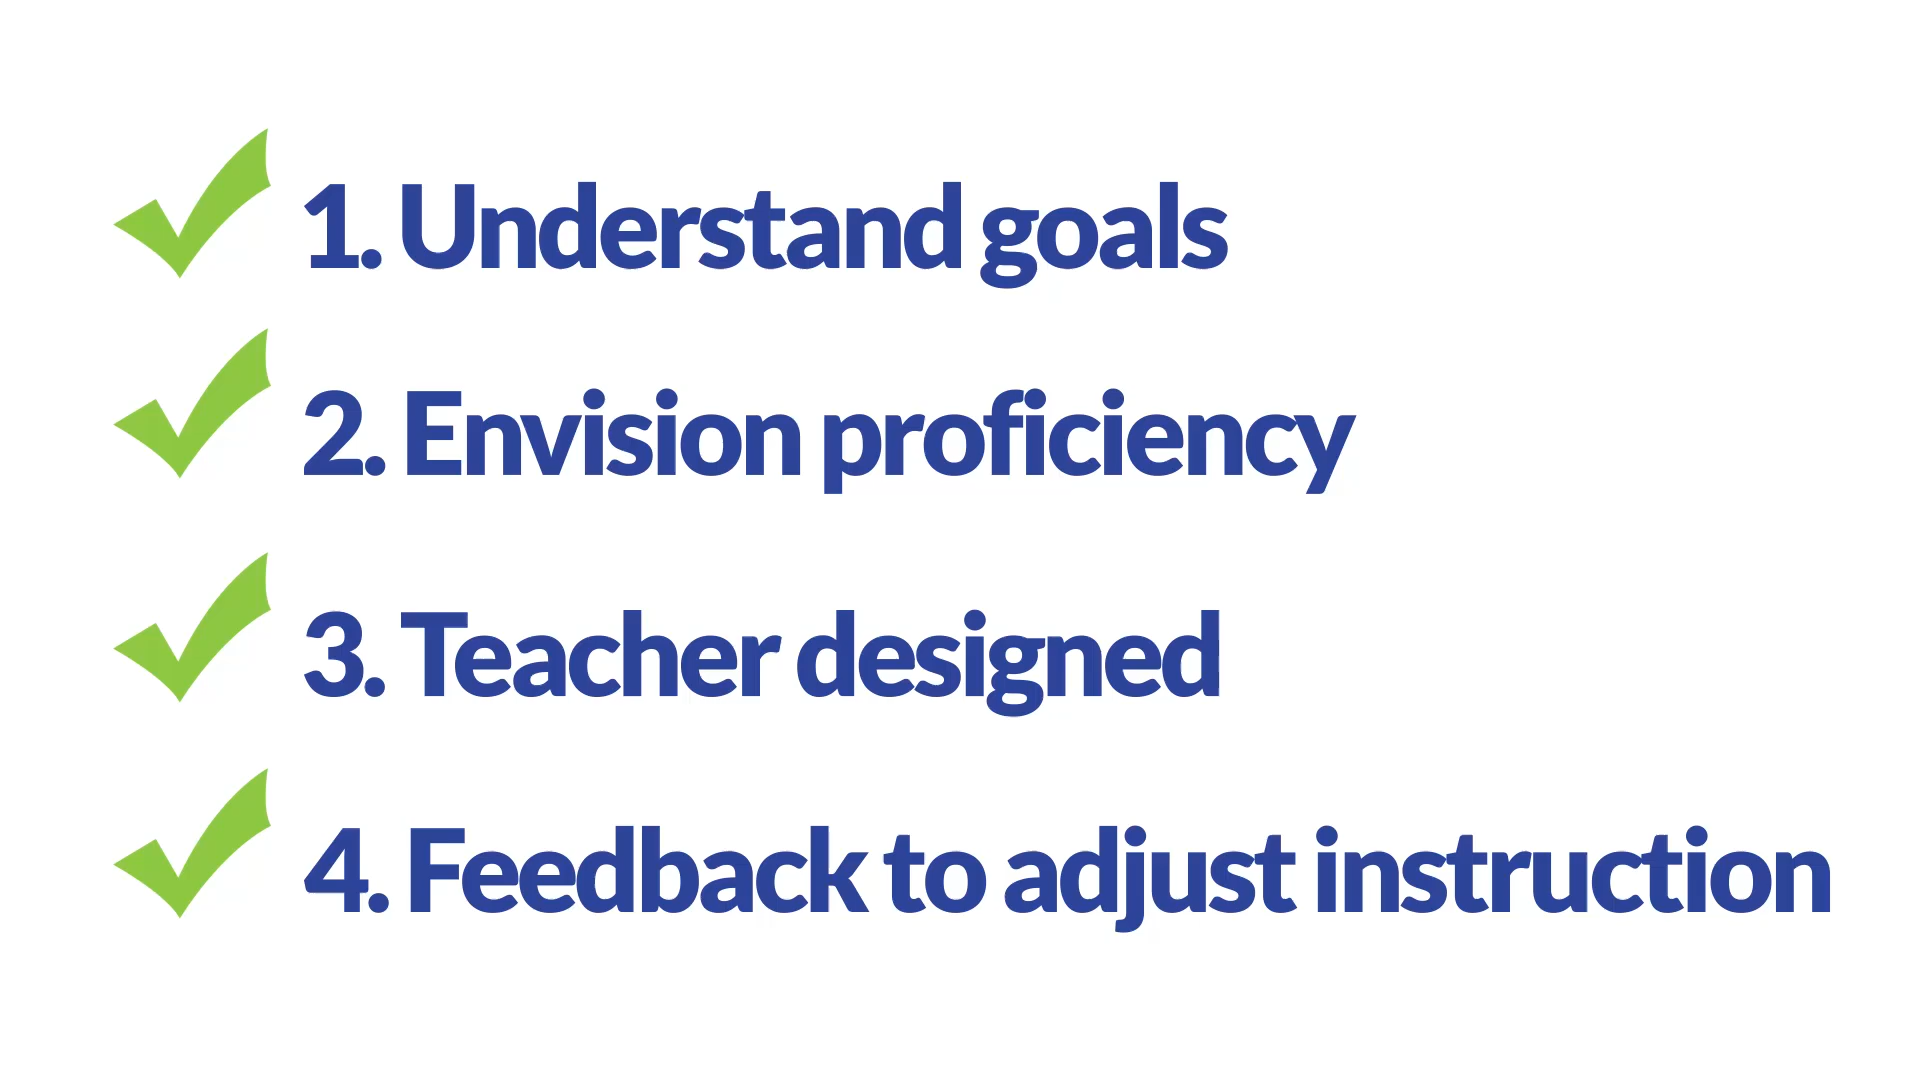 1. Understand goals
2. Envision proficiency
3. Teacher designed
4. Feedback to adjust instruction